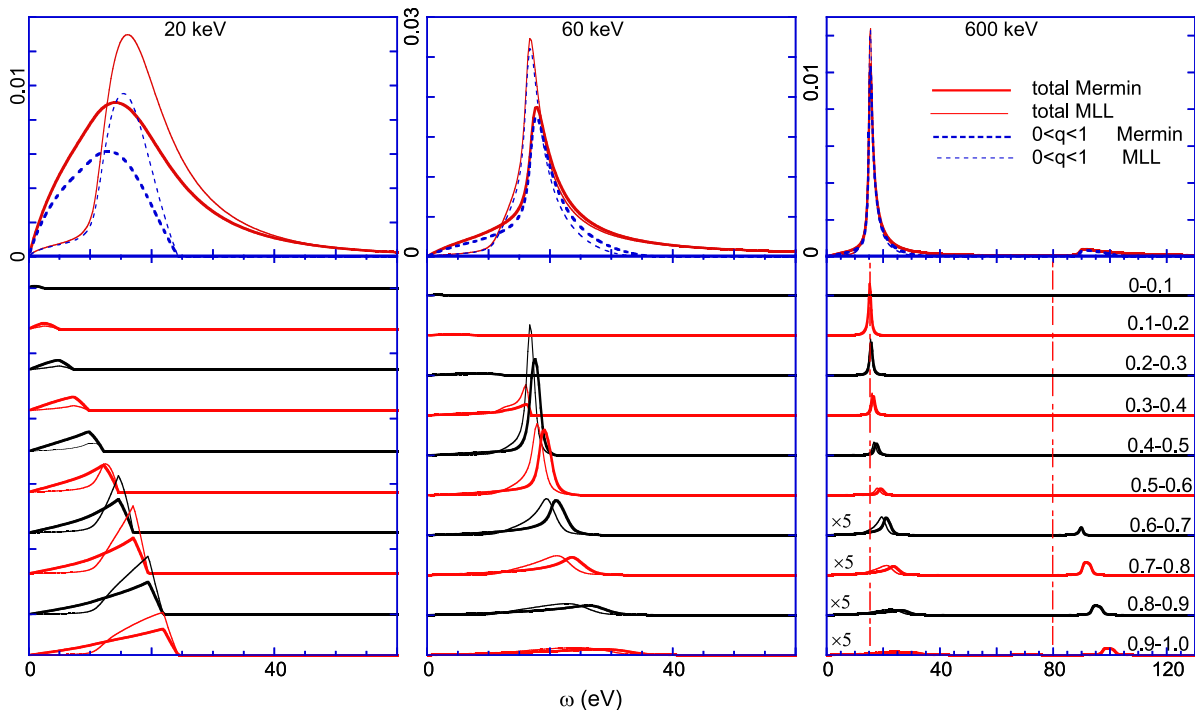 20 keV
60 keV
600 keV
0.01
0
0.03
0
0.01
0
total Mermin
total MLL
0<q<1 Mermin
0<q<1 MLL
0-0.1
0.1-0.2
0.2-0.3
0.3-0.4
0.4-0.5
0.5-0.6
×5 0.6-0.7
×5 0.7-0.8
×5 0.8-0.9
×5 0.9-1.0
0 20 40 0 20 40 0 40 80 120
ω (eV)